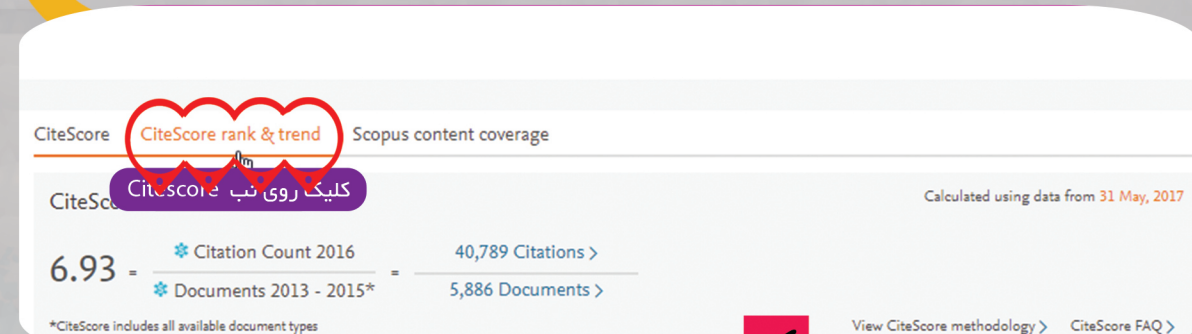 CiteScore CiteScore rank & trend Scopus content coverage
کلیک روی تب Citescore
Calculated using data from 31 May, 2017
6.93 = Citation Count 2016 = 40,789 Citations >
Documents 2013 - 2015* 5,886 Documents >
*CiteScore includes all available document types
View CiteScore methodology > CiteScore FAQ >